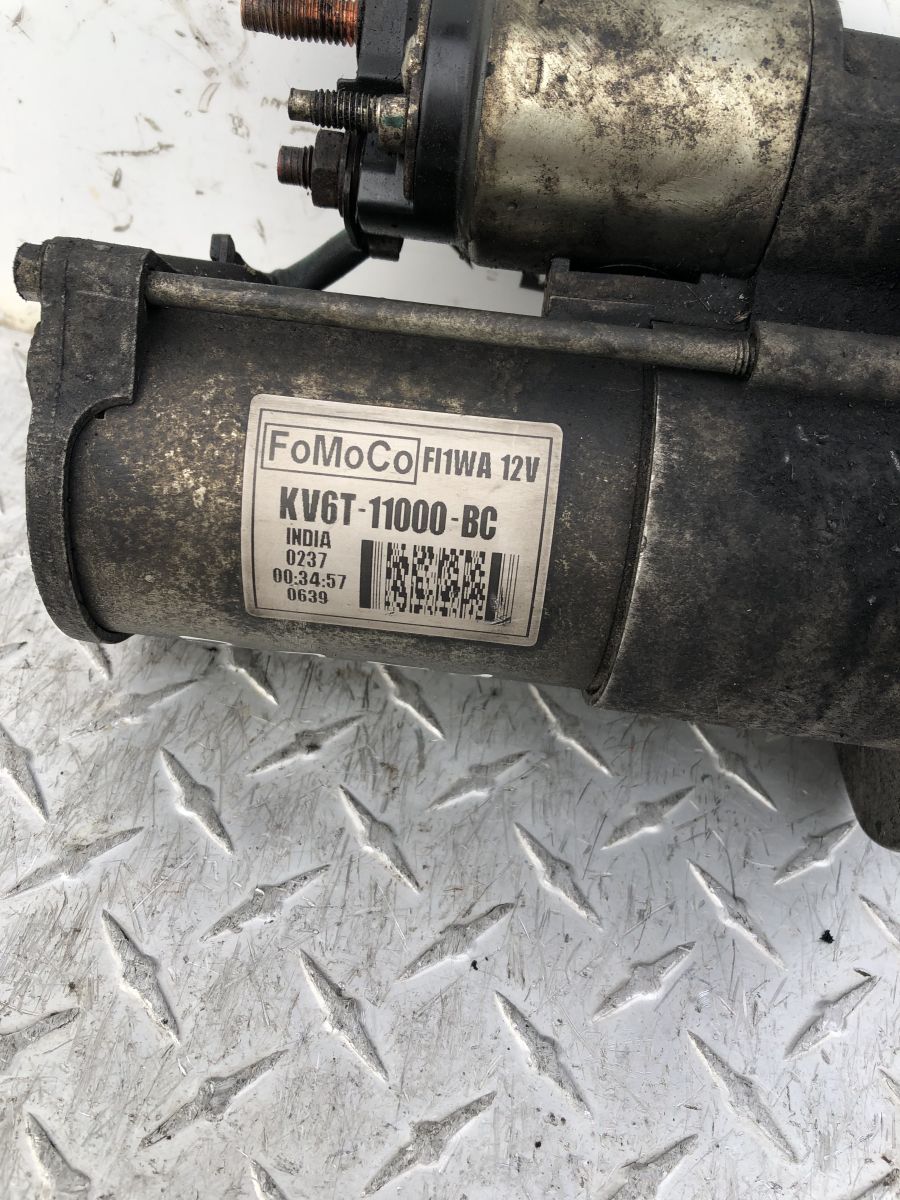 FoMoCo FI1WA 12V
KV6T-11000-BC
INDIA
0237
00:34:57
0639